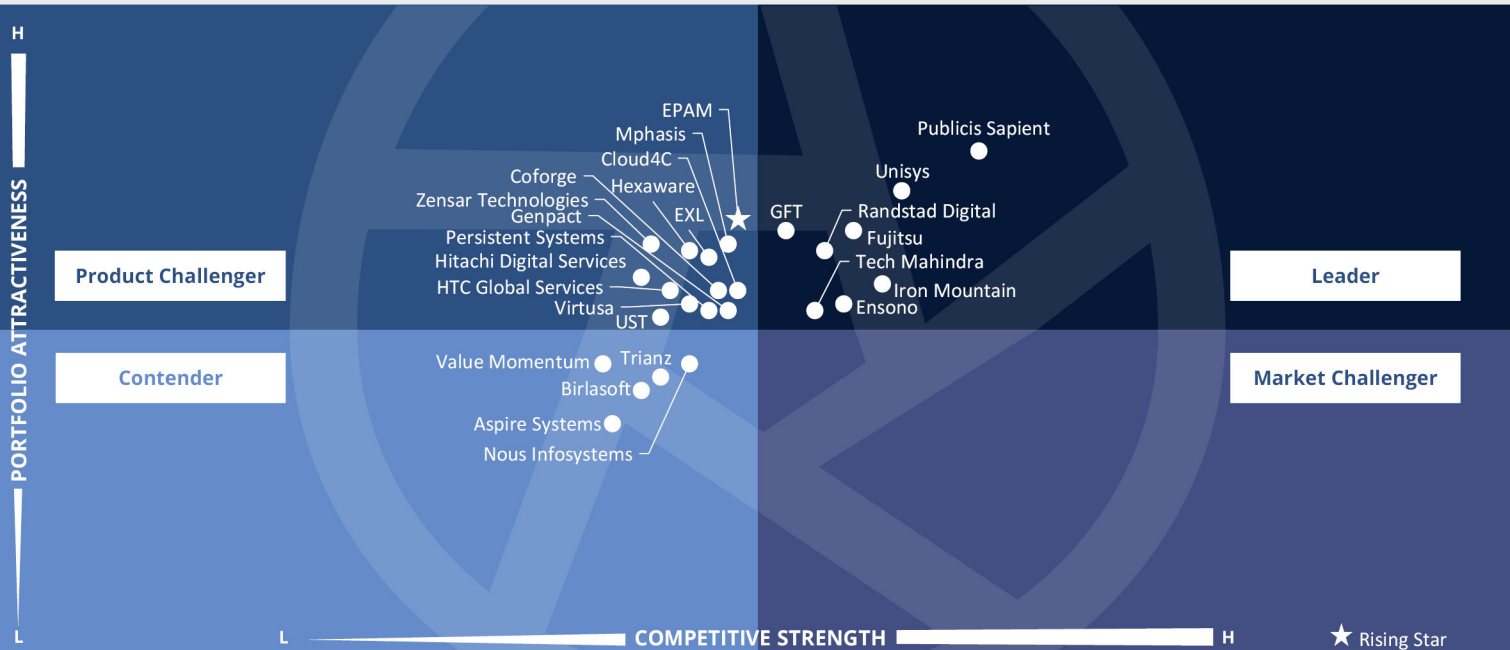 H
EPAM
Publicis Sapient
Mphasis
Cloud4C
Unisys
Coforge
Hexaware
Zensar Technologies
Genpact
EXL
GFT
Randstad Digital
Persistent Systems
Fujitsu
Hitachi Digital Services
Tech Mahindra
Product Challenger
Leader
HTC Global Services
Iron Mountain
Virtusa
Ensono
UST
PORTFOLIO ATTRACTIVENESS
Value Momentum
Trianz
Contender
Market Challenger
Birlasoft
Aspire Systems
Nous Infosystems
L
L
COMPETITIVE STRENGTH
H
Rising Star